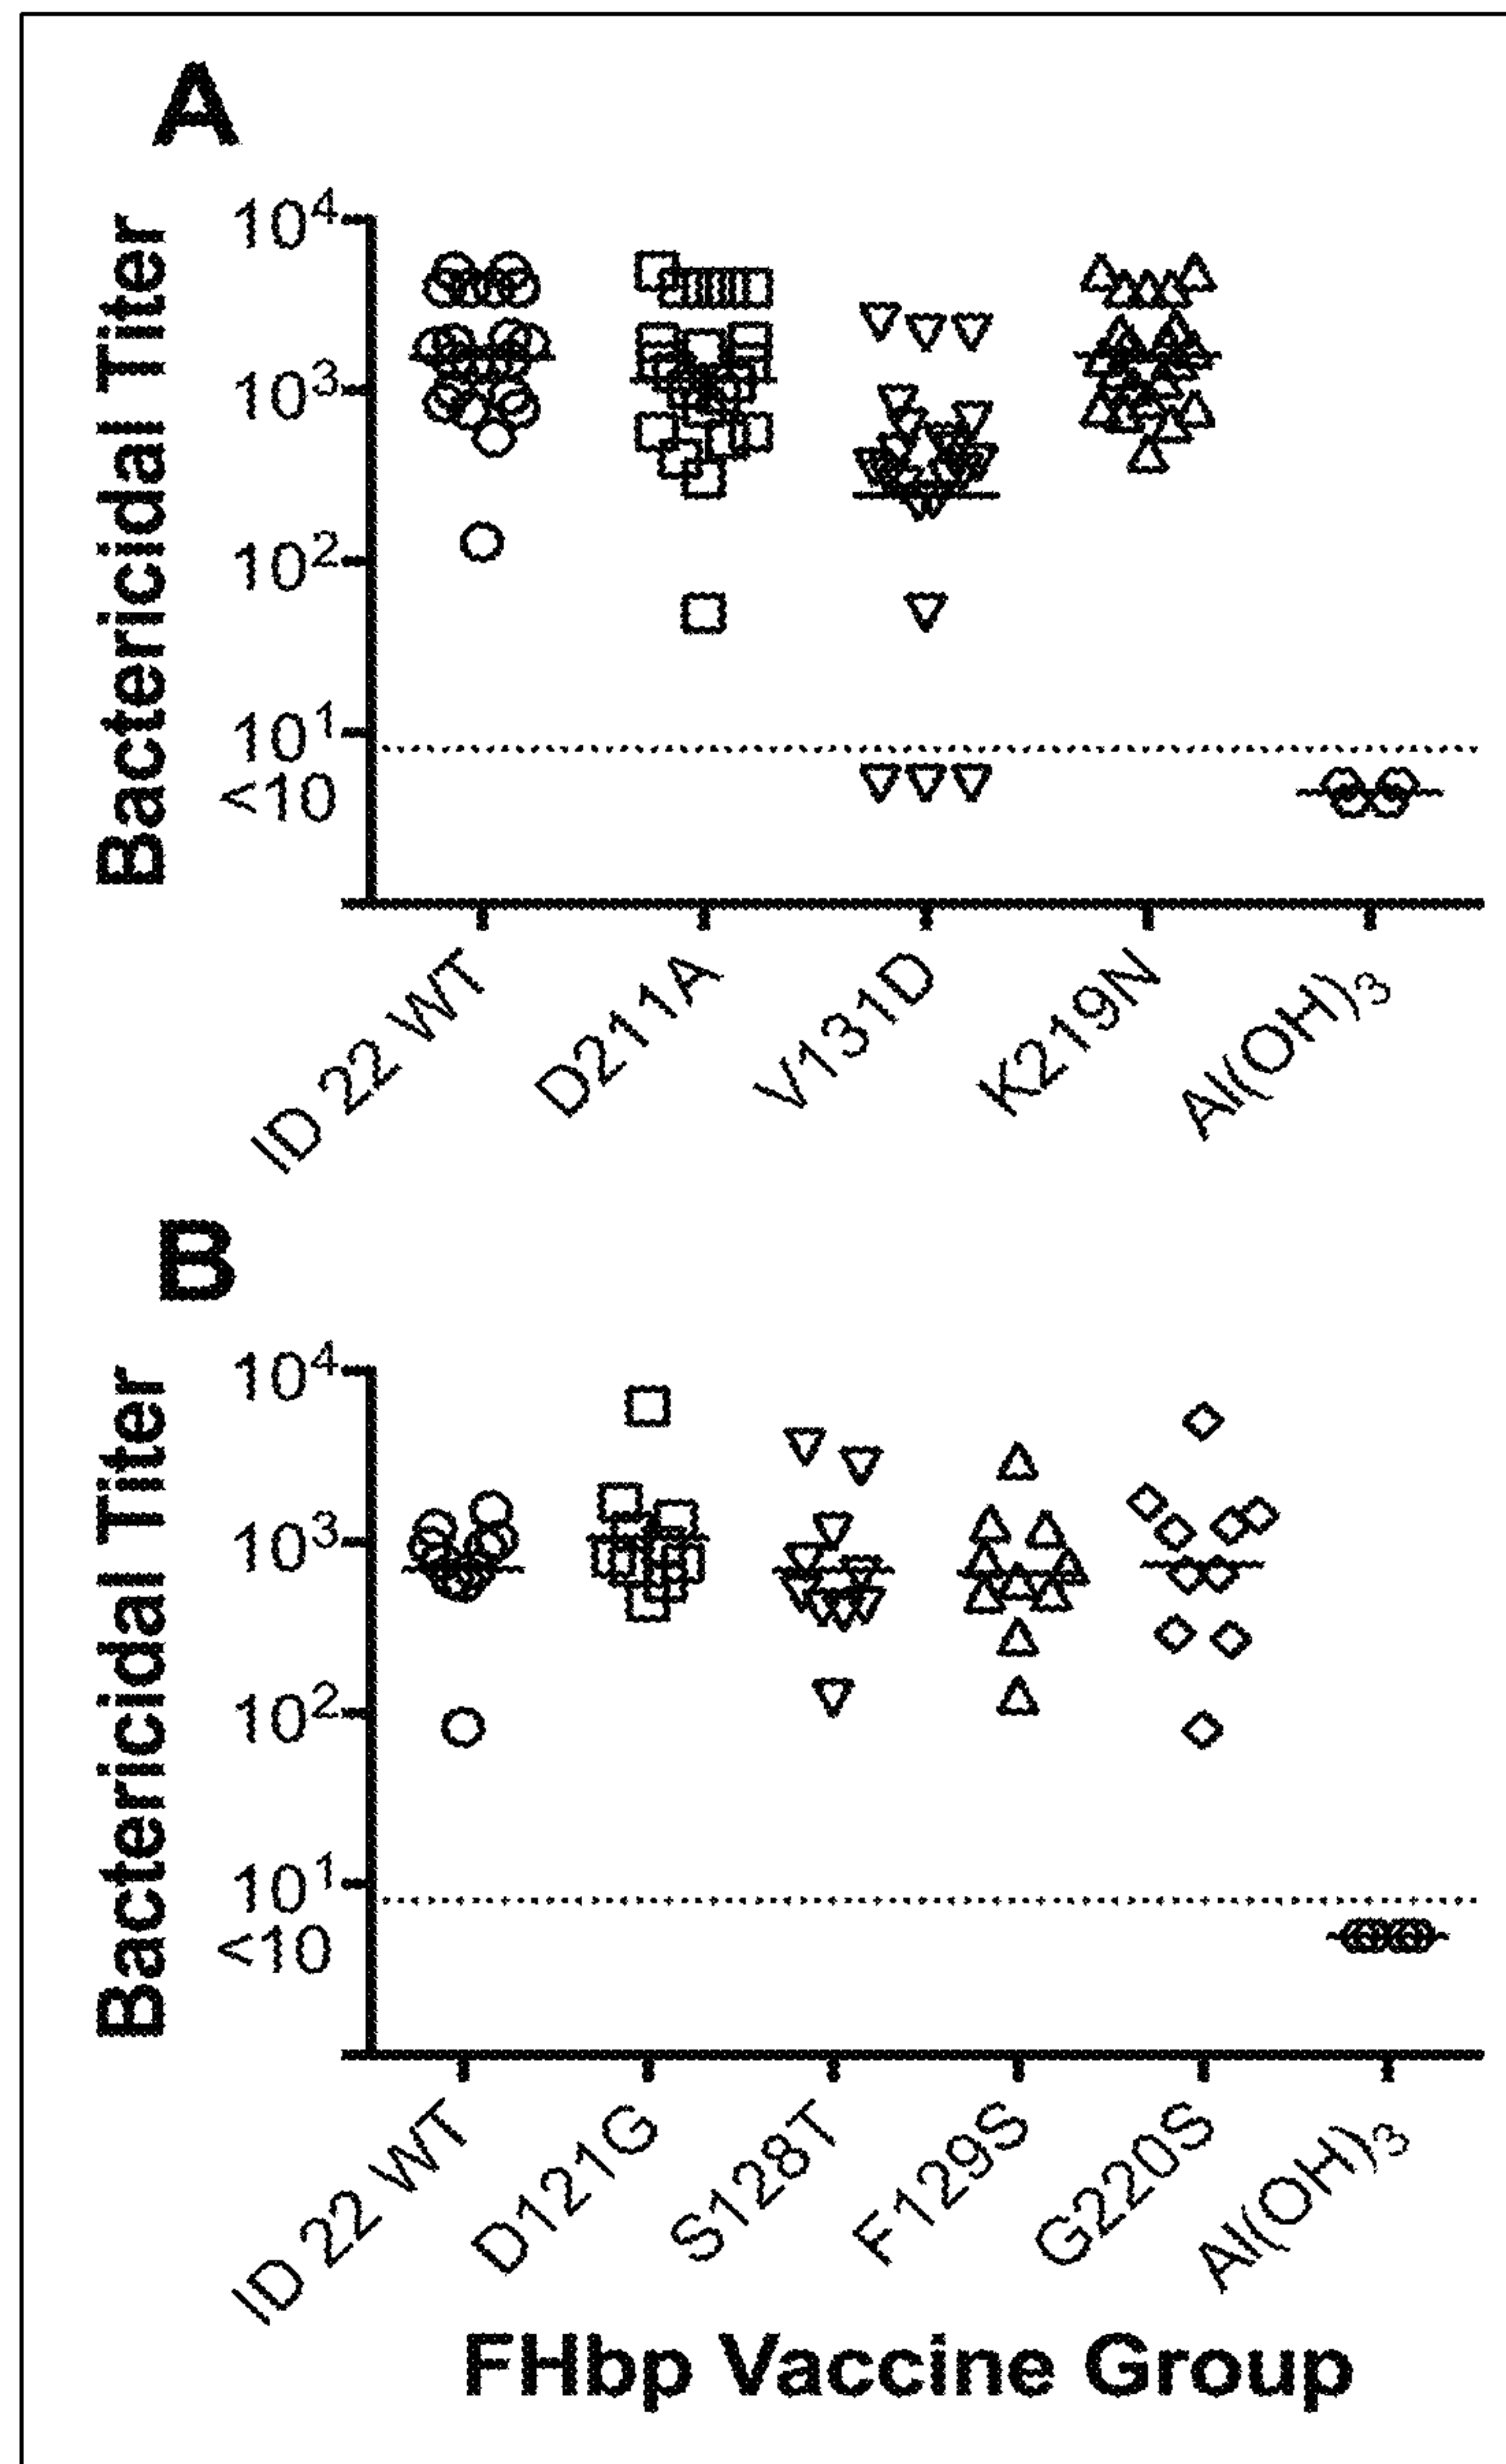 A
Bactericidal Titer
10⁴
10³
10²
10¹
<10
ID 22 WT
D211A
V131D
K219N
Al(OH)₃
B
Bactericidal Titer
10⁴
10³
10²
10¹
<10
ID 22 WT
D121G
S128T
F129S
G220S
Al(OH)₃
FHbp Vaccine Group